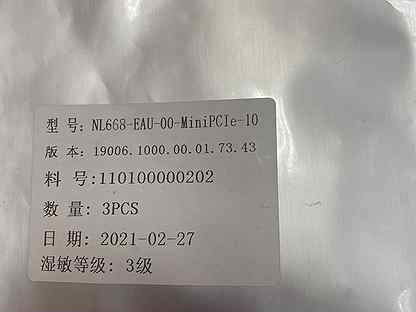 型 号: NL668-EAU-00-MiniPCIe-10
版 本: 19006.1000.00.01.73.43
料 号:110100000202
数 量: 3PCS
日 期: 2021-02-27
湿敏等级: 3级